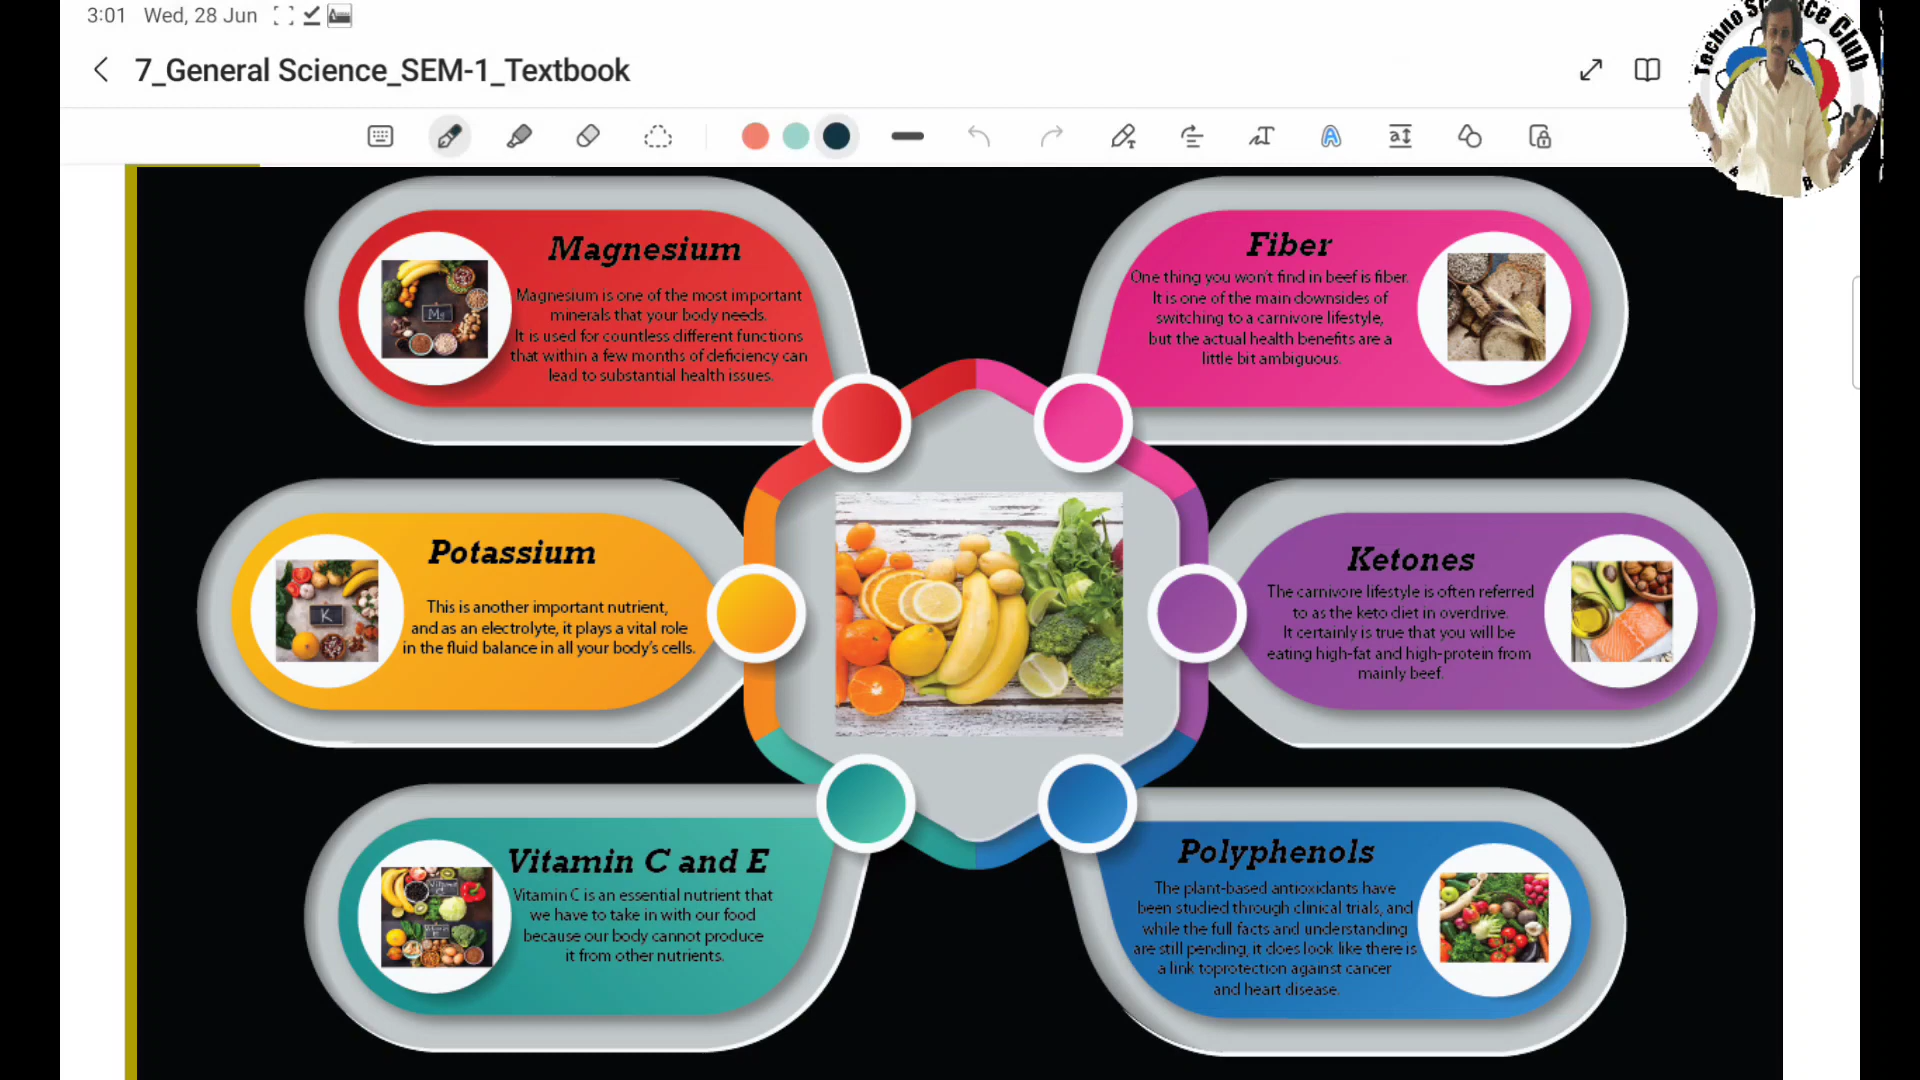 3:01 Wed, 28 Jun
7_General Science_SEM-1_Textbook
Techno Science Club
Magnesium
Magnesium is one of the most important
minerals that your body needs.
It is used for countless different functions
that within a few months of deficiency can
lead to substantial health issues.
Mg
Fiber
One thing you won't find in beef is fiber.
It is one of the main downsides of
switching to a carnivore lifestyle,
but the actual health benefits are a
little bit ambiguous.
Potassium
This is another important nutrient,
and as an electrolyte, it plays a vital role
in the fluid balance in all your body's cells.
K
Ketones
The carnivore lifestyle is often referred
to as the keto diet in overdrive.
It certainly is true that you will be
eating high-fat and high-protein from
mainly beef.
Vitamin C and E
Vitamin C is an essential nutrient that
we have to take in with our food
because our body cannot produce
it from other nutrients.
Polyphenols
The plant-based antioxidants have
been studied through clinical trials, and
while the full facts and understanding
are still pending, it does look like there is
a link toprotection against cancer
and heart disease.